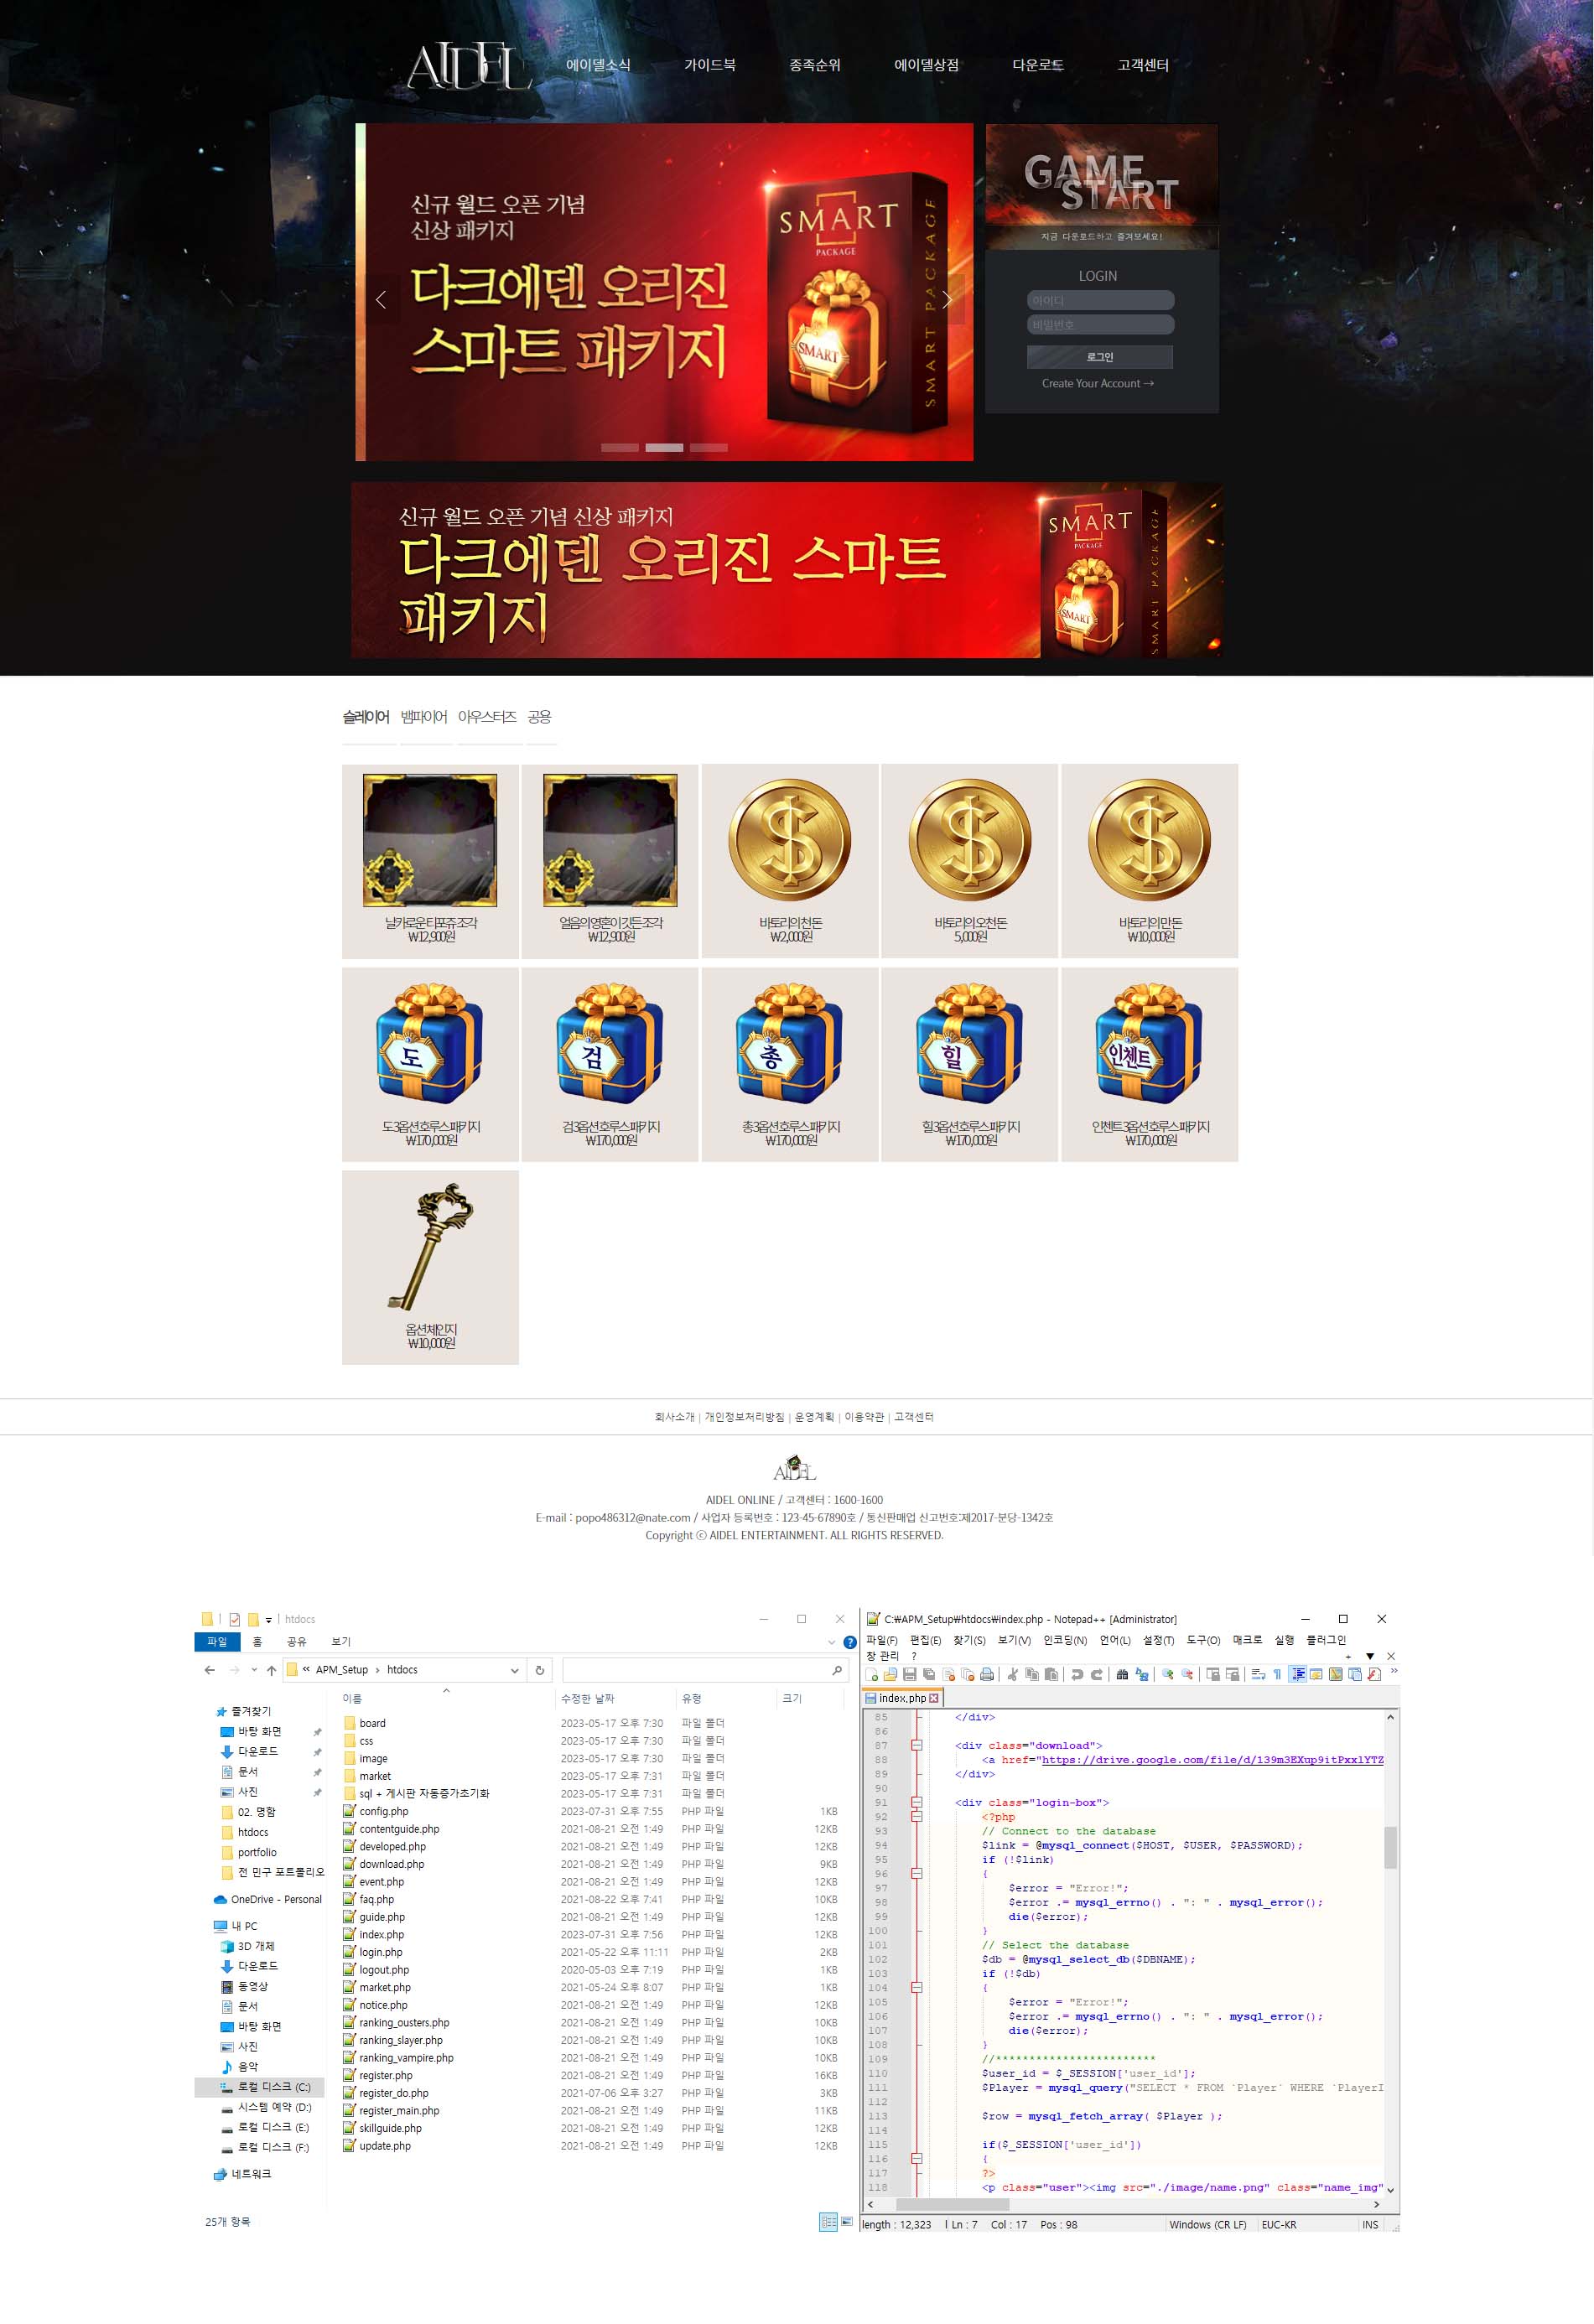 AIDEL
에이델소식 가이드북 종족순위 에이델상점 다운로드 고객센터
신규 월드 오픈 기념
신상 패키지
다크에덴 오리진
스마트 패키지
SMART
PACKAGE
SMART
SMART PACKAGE
GAME
START
지금 다운로드하고 즐겨보세요!
LOGIN
아이디
비밀번호
로그인
Create Your Account →
신규 월드 오픈 기념 신상 패키지
다크에덴 오리진 스마트
패키지
SMART
PACKAGE
SMART
SMART PACKAGE
슬레이어 뱀파이어 아우스터즈 공용
날카로운 티포쥬 조각
₩12,900원
얼음의 영혼이 깃든 조각
₩12,900원
바토리의 천 돈
₩2,000원
바토리의 오천 돈
5,000원
바토리의 만 돈
₩10,000원
도
검
총
힐
인첸트
도 3옵션 호루스 패키지
₩170,000원
검 3옵션 호루스 패키지
₩170,000원
총 3옵션 호루스 패키지
₩170,000원
힐 3옵션 호루스 패키지
₩170,000원
인첸트 3옵션 호루스 패키지
₩170,000원
옵션 체인지
₩10,000원
회사소개 | 개인정보처리방침 | 운영계획 | 이용약관 | 고객센터
AIDEL
AIDEL ONLINE / 고객센터 : 1600-1600
E-mail : popo486312@nate.com / 사업자 등록번호 : 123-45-67890호 / 통신판매업 신고번호:제2017-분당-1342호
Copyright ⓒ AIDEL ENTERTAINMENT. ALL RIGHTS RESERVED.
htdocs
파일 홈 공유 보기
« APM_Setup › htdocs
이름 수정한 날짜 유형 크기
즐겨찾기
바탕 화면
다운로드
문서
사진
02. 명함
htdocs
portfolio
전 민구 포트폴리오
OneDrive - Personal
내 PC
3D 개체
다운로드
동영상
문서
바탕 화면
사진
음악
로컬 디스크 (C:)
시스템 예약 (D:)
로컬 디스크 (E:)
로컬 디스크 (F:)
네트워크
board 2023-05-17 오후 7:30 파일 폴더
css 2023-05-17 오후 7:30 파일 폴더
image 2023-05-17 오후 7:30 파일 폴더
market 2023-05-17 오후 7:31 파일 폴더
sql + 게시판 자동증가초기화 2023-05-17 오후 7:31 파일 폴더
config.php 2023-07-31 오후 7:55 PHP 파일 1KB
contentguide.php 2021-08-21 오전 1:49 PHP 파일 12KB
developed.php 2021-08-21 오전 1:49 PHP 파일 12KB
download.php 2021-08-21 오전 1:49 PHP 파일 9KB
event.php 2021-08-21 오전 1:49 PHP 파일 12KB
faq.php 2021-08-22 오후 7:41 PHP 파일 10KB
guide.php 2021-08-21 오전 1:49 PHP 파일 12KB
index.php 2023-07-31 오후 7:56 PHP 파일 12KB
login.php 2021-05-22 오후 11:11 PHP 파일 2KB
logout.php 2020-05-03 오후 7:19 PHP 파일 1KB
market.php 2021-05-24 오후 8:07 PHP 파일 1KB
notice.php 2021-08-21 오전 1:49 PHP 파일 12KB
ranking_ousters.php 2021-08-21 오전 1:49 PHP 파일 10KB
ranking_slayer.php 2021-08-21 오전 1:49 PHP 파일 10KB
ranking_vampire.php 2021-08-21 오전 1:49 PHP 파일 10KB
register.php 2021-08-21 오전 1:49 PHP 파일 16KB
register_do.php 2021-07-06 오후 3:27 PHP 파일 3KB
register_main.php 2021-08-21 오전 1:49 PHP 파일 11KB
skillguide.php 2021-08-21 오전 1:49 PHP 파일 12KB
update.php 2021-08-21 오전 1:49 PHP 파일 12KB
25개 항목
C:₩APM_Setup₩htdocs₩index.php - Notepad++ [Administrator]
파일(F) 편집(E) 찾기(S) 보기(V) 인코딩(N) 언어(L) 설정(T) 도구(O) 매크로 실행 플러그인
창 관리 ?
index.php
85 </div>
86
87 <div class="download">
88 <a href="https://drive.google.com/file/d/139m3EXup9itPxxlYTZ
89 </div>
90
91 <div class="login-box">
92 <?php
93 // Connect to the database
94 $link = @mysql_connect($HOST, $USER, $PASSWORD);
95 if (!$link)
96 {
97 $error = "Error!";
98 $error .= mysql_errno() . ": " . mysql_error();
99 die($error);
100 }
101 // Select the database
102 $db = @mysql_select_db($DBNAME);
103 if (!$db)
104 {
105 $error = "Error!";
106 $error .= mysql_errno() . ": " . mysql_error();
107 die($error);
108 }
109 //************************
110 $user_id = $_SESSION['user_id'];
111 $Player = mysql_query("SELECT * FROM `Player` WHERE `PlayerI
112
113 $row = mysql_fetch_array( $Player );
114
115 if($_SESSION['user_id'])
116 {
117 ?>
118 <p class="user"><img src="./image/name.png" class="name_img"
length : 12,323 l Ln : 7 Col : 17 Pos : 98 Windows (CR LF) EUC-KR INS